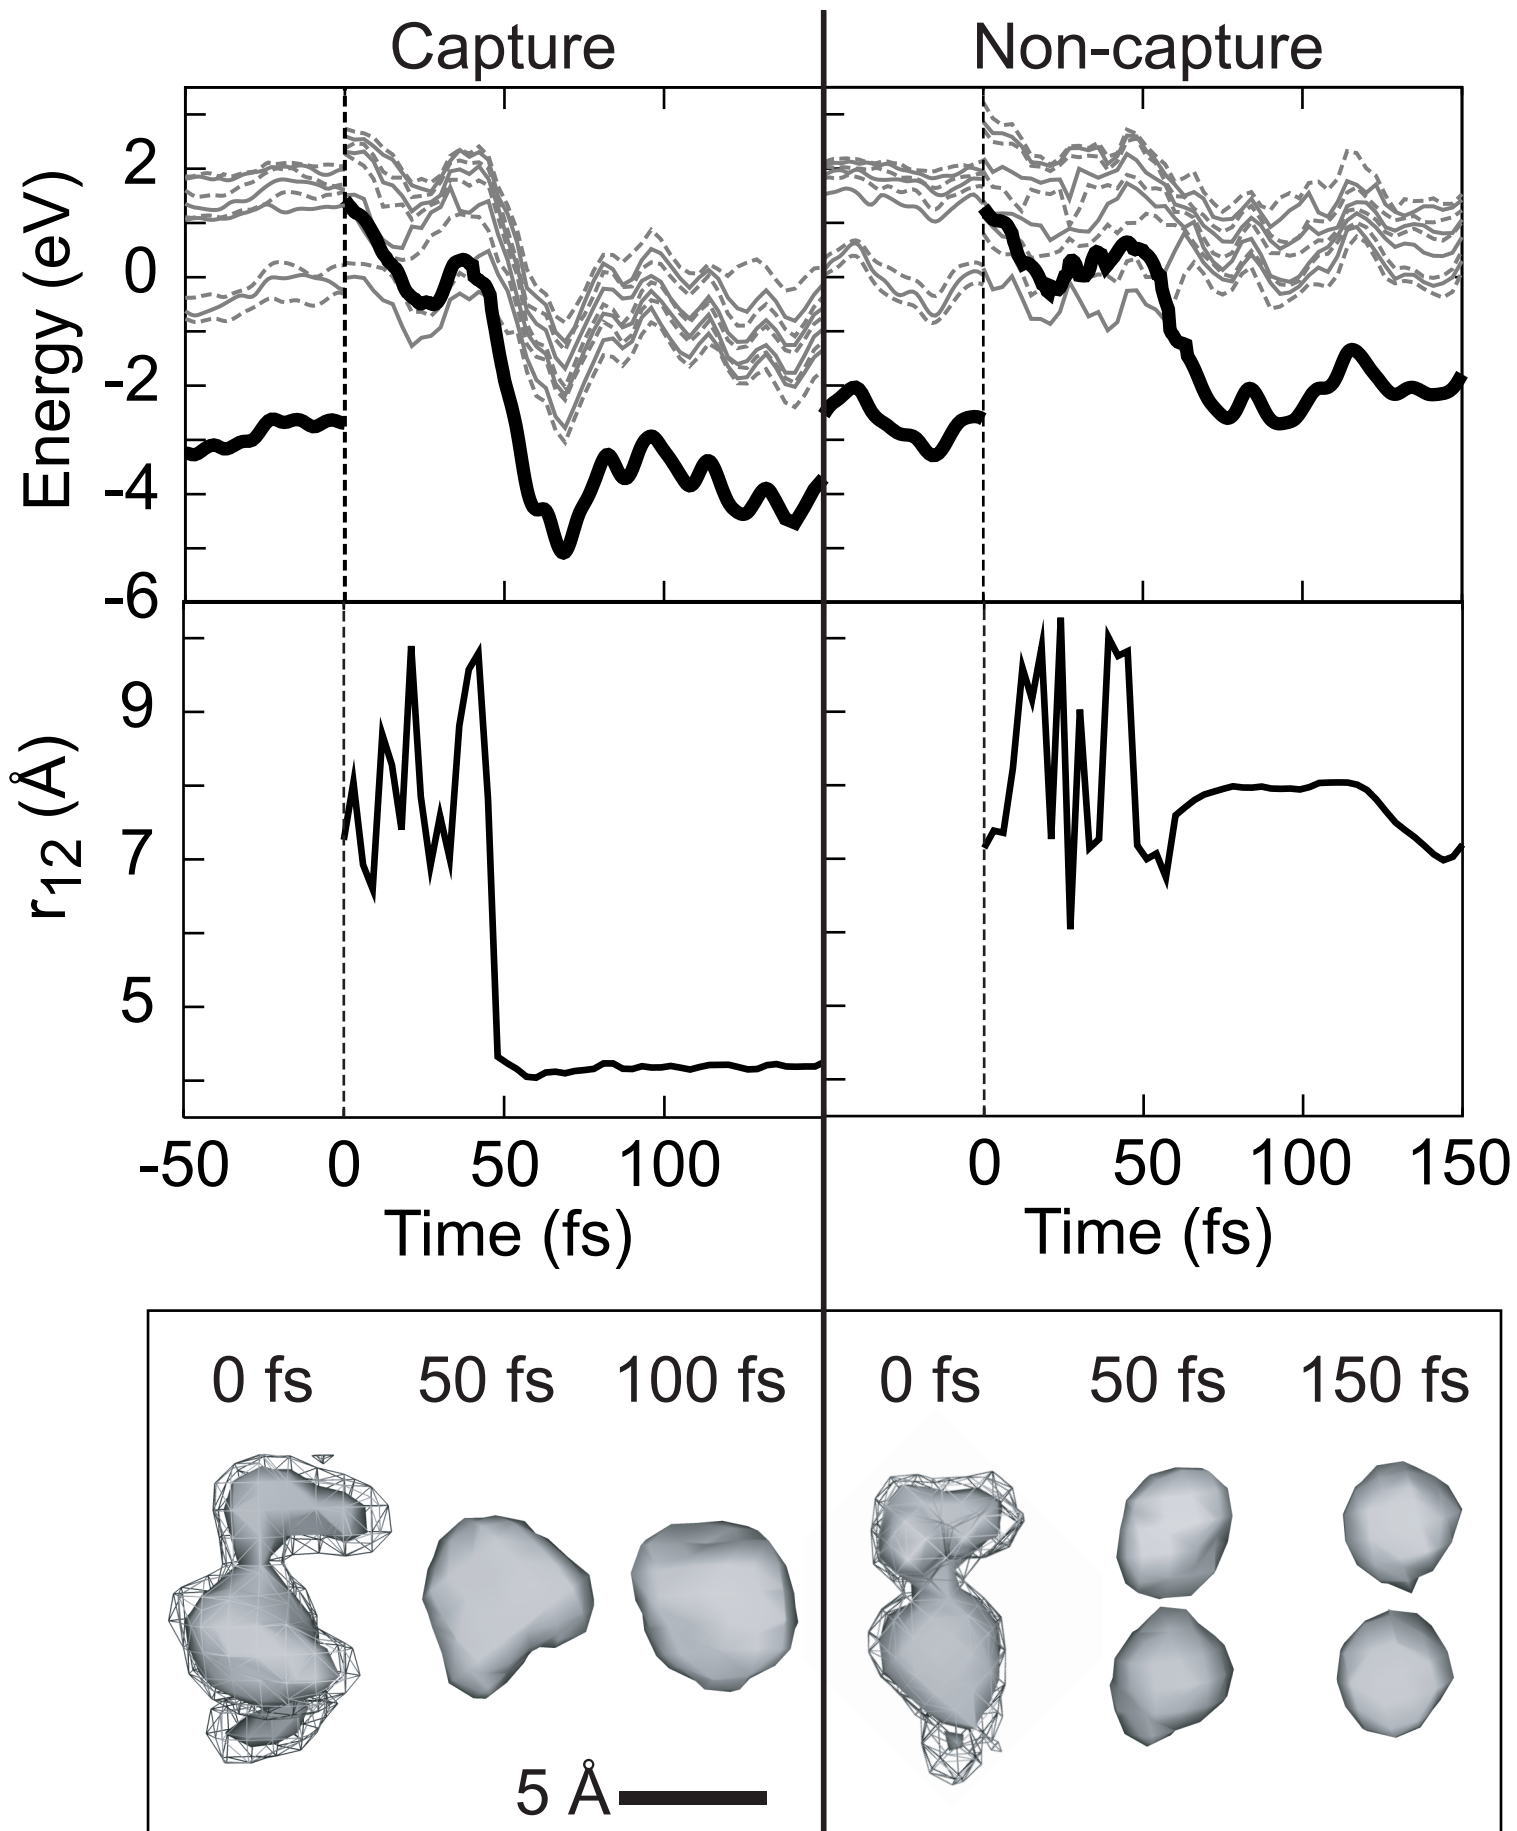 Capture Non-capture
Energy (eV)
2
0
-2
-4
-6
r12 (Å)
9
7
5
-50 0 50 100 0 50 100 150
Time (fs) Time (fs)
0 fs 50 fs 100 fs 0 fs 50 fs 150 fs
5 Å